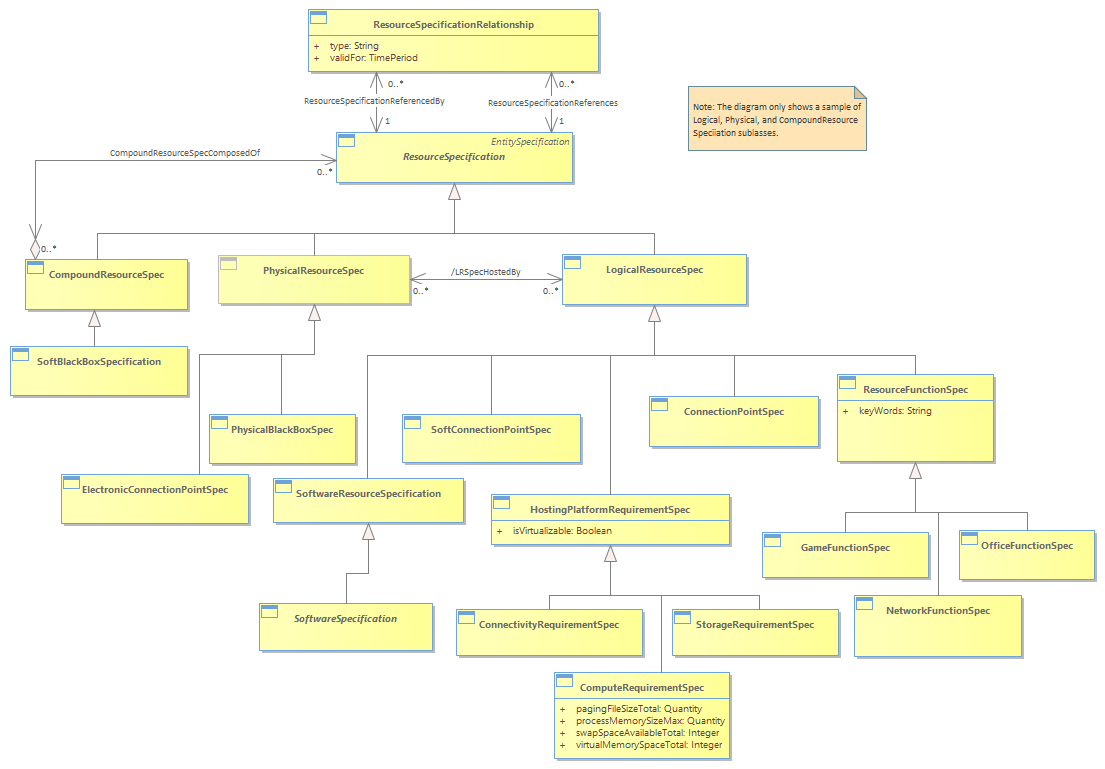 ResourceSpecificationRelationship
+ type: String
+ validFor: TimePeriod
0..*
0..*
ResourceSpecificationReferencedBy
ResourceSpecificationReferences
1
1
Note: The diagram only shows a sample of
Logical, Physical, and CompoundResource
Speciiation sublasses.
EntitySpecification
ResourceSpecification
CompoundResourceSpecComposedOf
0..*
0..*
CompoundResourceSpec
PhysicalResourceSpec
/LRSpecHostedBy
0..*
0..*
LogicalResourceSpec
SoftBlackBoxSpecification
PhysicalBlackBoxSpec
SoftConnectionPointSpec
ConnectionPointSpec
ResourceFunctionSpec
+ keyWords: String
ElectronicConnectionPointSpec
SoftwareResourceSpecification
HostingPlatformRequirementSpec
+ isVirtualizable: Boolean
GameFunctionSpec
OfficeFunctionSpec
NetworkFunctionSpec
SoftwareSpecification
ConnectivityRequirementSpec
StorageRequirementSpec
ComputeRequirementSpec
+ pagingFileSizeTotal: Quantity
+ processMemorySizeMax: Quantity
+ swapSpaceAvailableTotal: Integer
+ virtualMemorySpaceTotal: Integer